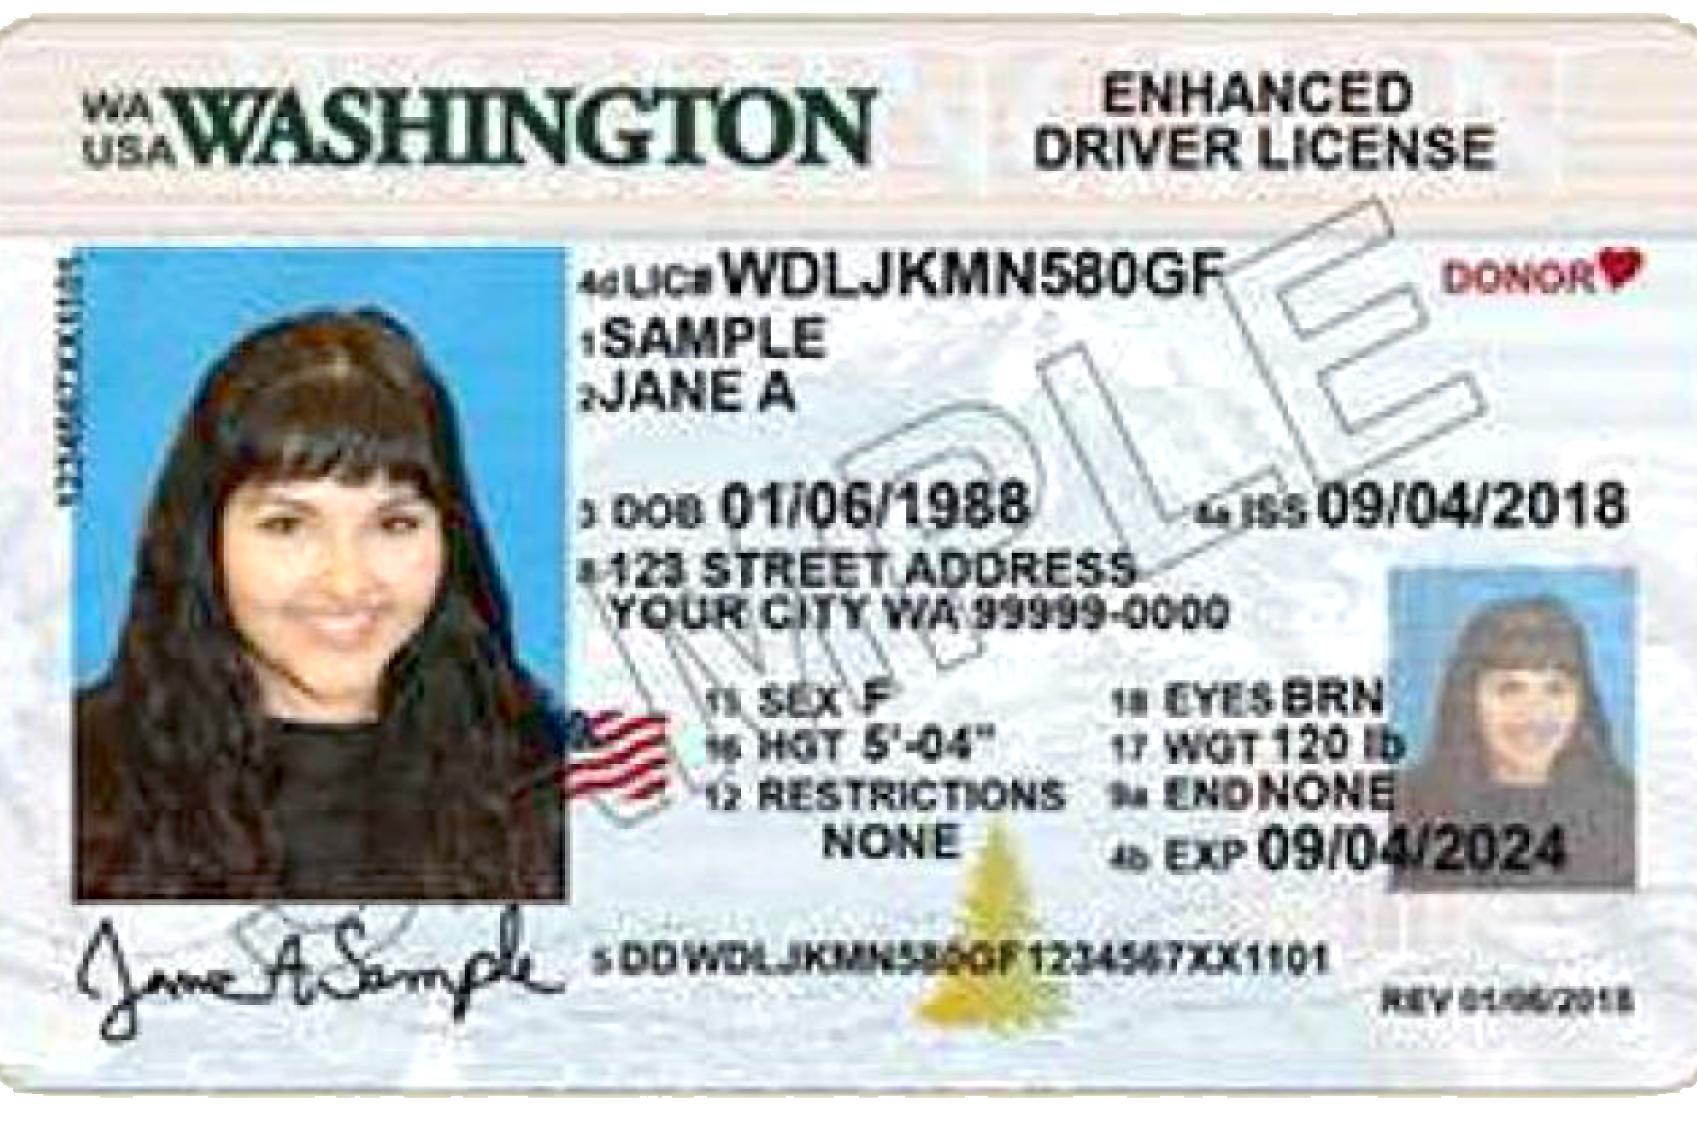 WA
USA
WASHINGTON
ENHANCED
DRIVER LICENSE
4d LIC# WDLJKMN580GF
DONOR
1 SAMPLE
2 JANE A
3 DOB 01/06/1988
4a ISS 09/04/2018
8 123 STREET ADDRESS
YOUR CITY WA 99999-0000
15 SEX F
18 EYES BRN
16 HGT 5'-04"
17 WGT 120 lb
12 RESTRICTIONS
NONE
9a END NONE
4b EXP 09/04/2024
Jane A Sample
5 DDWDLJKMN580GF1234567XX1101
REV 01/06/2018
1234567XX1101
SAMPLE